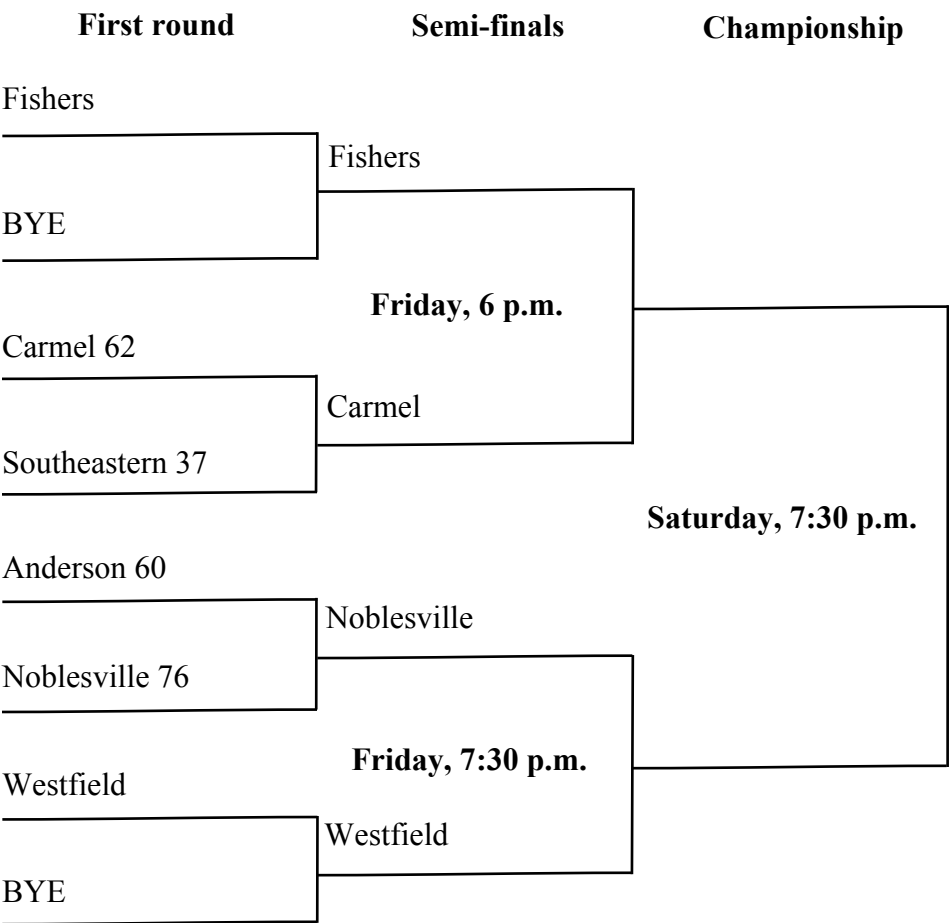 First round
Semi-finals
Championship
Fishers
Fishers
BYE
Friday, 6 p.m.
Carmel 62
Carmel
Southeastern 37
Saturday, 7:30 p.m.
Anderson 60
Noblesville
Noblesville 76
Friday, 7:30 p.m.
Westfield
Westfield
BYE